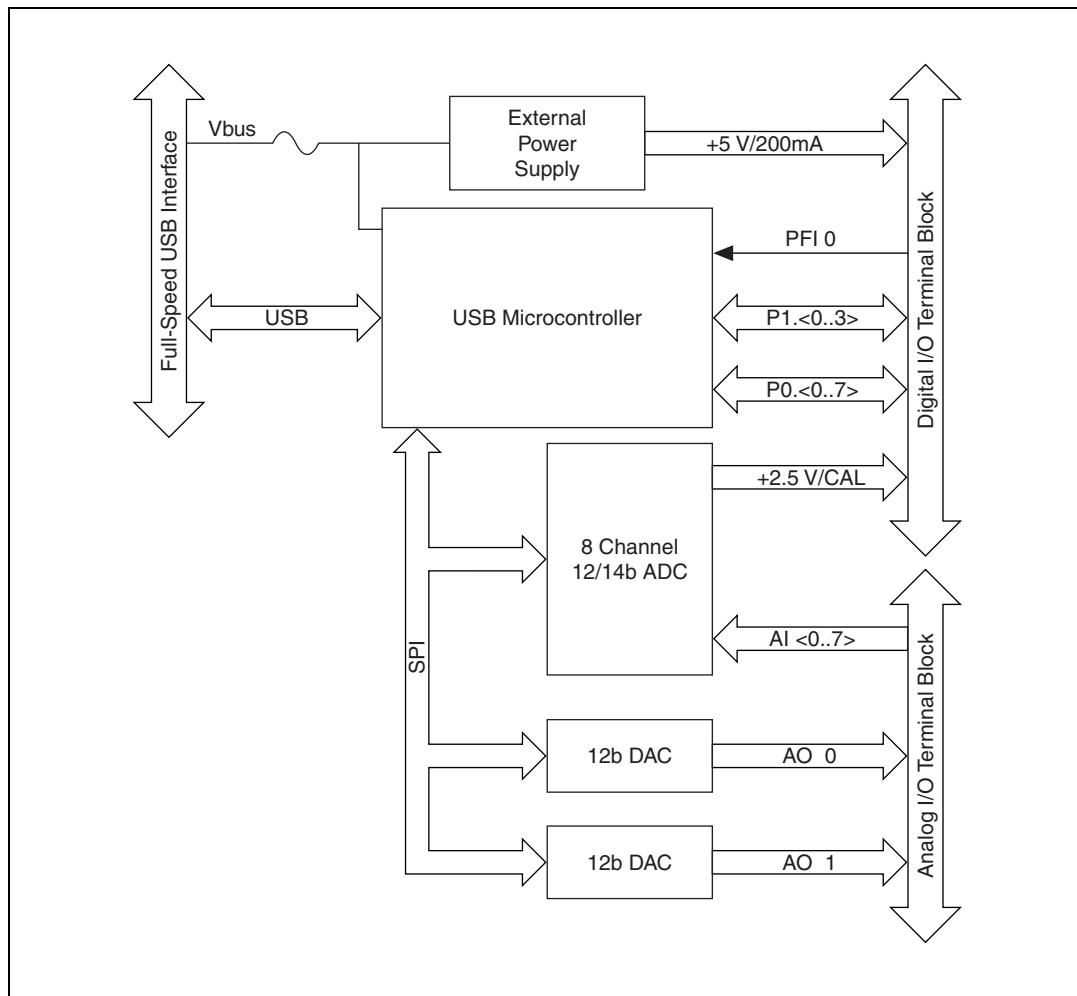 Full-Speed USB Interface
Vbus
External
Power
Supply
+5 V/200mA
Digital I/O Terminal Block
PFI 0
USB
USB Microcontroller
P1.<0..3>
P0.<0..7>
+2.5 V/CAL
8 Channel
12/14b ADC
AI <0..7>
SPI
Analog I/O Terminal Block
12b DAC
AO 0
12b DAC
AO 1